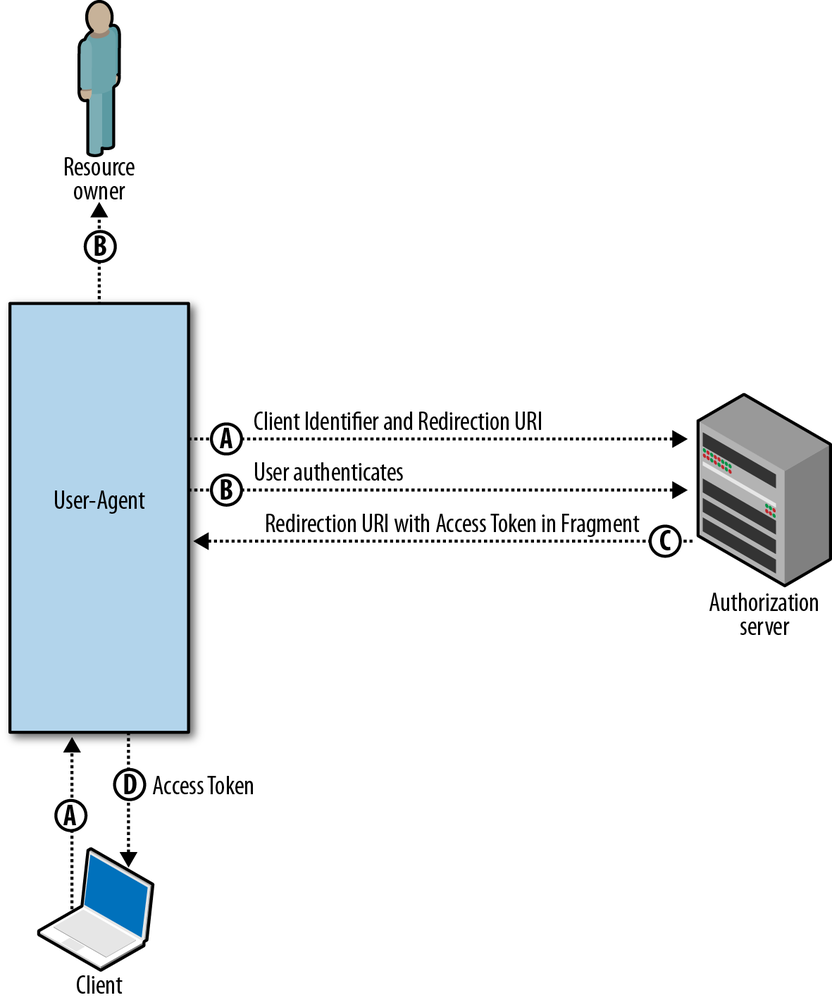 Resource
owner
B
A
Client Identifier and Redirection URI
B
User authenticates
User-Agent
Redirection URI with Access Token in Fragment
C
Authorization
server
D
Access Token
A
Client